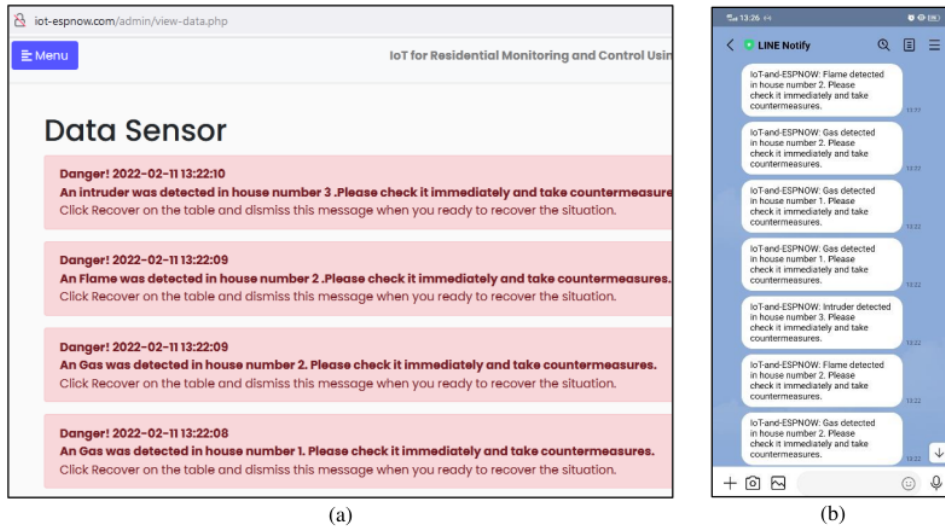 iot-espnow.com/admin/view-data.php
Menu
IoT for Residential Monitoring and Control Usin
Data Sensor
Danger! 2022-02-11 13:22:10
An intruder was detected in house number 3 .Please check it immediately and take countermeasure
Click Recover on the table and dismiss this message when you ready to recover the situation.
Danger! 2022-02-11 13:22:09
An Flame was detected in house number 2 .Please check it immediately and take countermeasures.
Click Recover on the table and dismiss this message when you ready to recover the situation.
Danger! 2022-02-11 13:22:09
An Gas was detected in house number 2. Please check it immediately and take countermeasures.
Click Recover on the table and dismiss this message when you ready to recover the situation.
Danger! 2022-02-11 13:22:08
An Gas was detected in house number 1. Please check it immediately and take countermeasures.
Click Recover on the table and dismiss this message when you ready to recover the situation.
(a)
13:26
LINE Notify
IoT-and-ESPNOW: Flame detected
in house number 2. Please
check it immediately and take
countermeasures.
IoT-and-ESPNOW: Gas detected
in house number 2. Please
check it immediately and take
countermeasures.
IoT-and-ESPNOW: Gas detected
in house number 1. Please
check it immediately and take
countermeasures.
13:22
IoT-and-ESPNOW: Gas detected
in house number 1. Please
check it immediately and take
countermeasures.
13:22
IoT-and-ESPNOW: Intruder detected
in house number 3. Please
check it immediately and take
countermeasures.
13:22
IoT-and-ESPNOW: Flame detected
in house number 2. Please
check it immediately and take
countermeasures.
13:22
IoT-and-ESPNOW: Gas detected
in house number 2. Please
check it immediately and take
countermeasures.
13:22
(b)